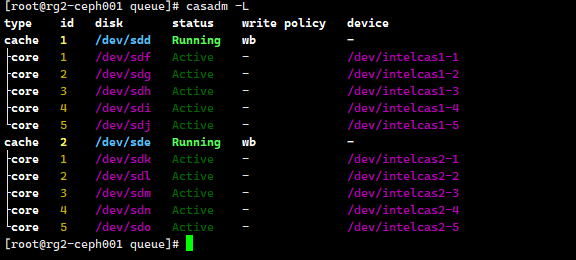 [root@rg2-ceph001 queue]# casadm -L
type id disk status write policy device
cache 1 /dev/sdd Running wb -
├core 1 /dev/sdf Active - /dev/intelcas1-1
├core 2 /dev/sdg Active - /dev/intelcas1-2
├core 3 /dev/sdh Active - /dev/intelcas1-3
├core 4 /dev/sdi Active - /dev/intelcas1-4
└core 5 /dev/sdj Active - /dev/intelcas1-5
cache 2 /dev/sde Running wb -
├core 1 /dev/sdk Active - /dev/intelcas2-1
├core 2 /dev/sdl Active - /dev/intelcas2-2
├core 3 /dev/sdm Active - /dev/intelcas2-3
├core 4 /dev/sdn Active - /dev/intelcas2-4
└core 5 /dev/sdo Active - /dev/intelcas2-5
[root@rg2-ceph001 queue]#